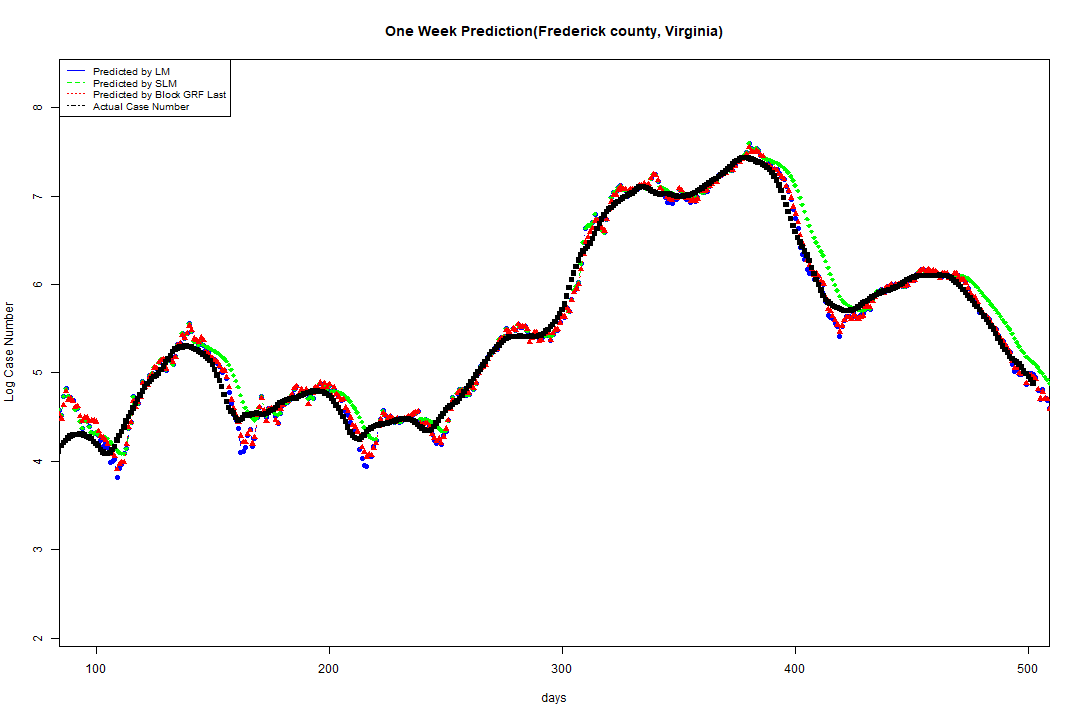 One Week Prediction(Frederick county, Virginia)
Predicted by LM
Predicted by SLM
Predicted by Block GRF Last
Actual Case Number
8
7
6
5
4
3
2
Log Case Number
100 200 300 400 500
days